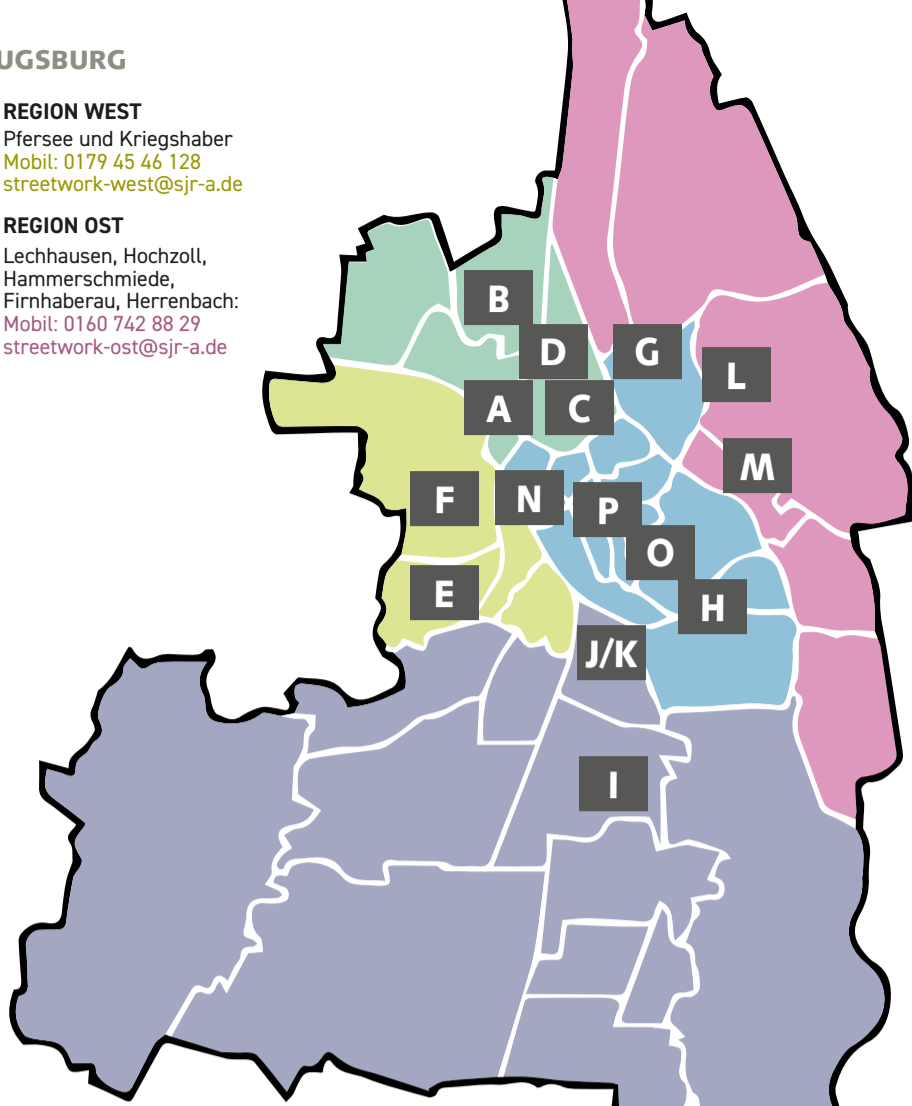 UGSBURG
REGION WEST
Pfersee und Kriegshaber
Mobil: 0179 45 46 128
streetwork-west@sjr-a.de
REGION OST
Lechhausen, Hochzoll,
Hammerschmiede,
Firnhaberau, Herrenbach:
Mobil: 0160 742 88 29
streetwork-ost@sjr-a.de
B
D
G
L
A
C
M
F
N
P
O
E
H
J/K
I